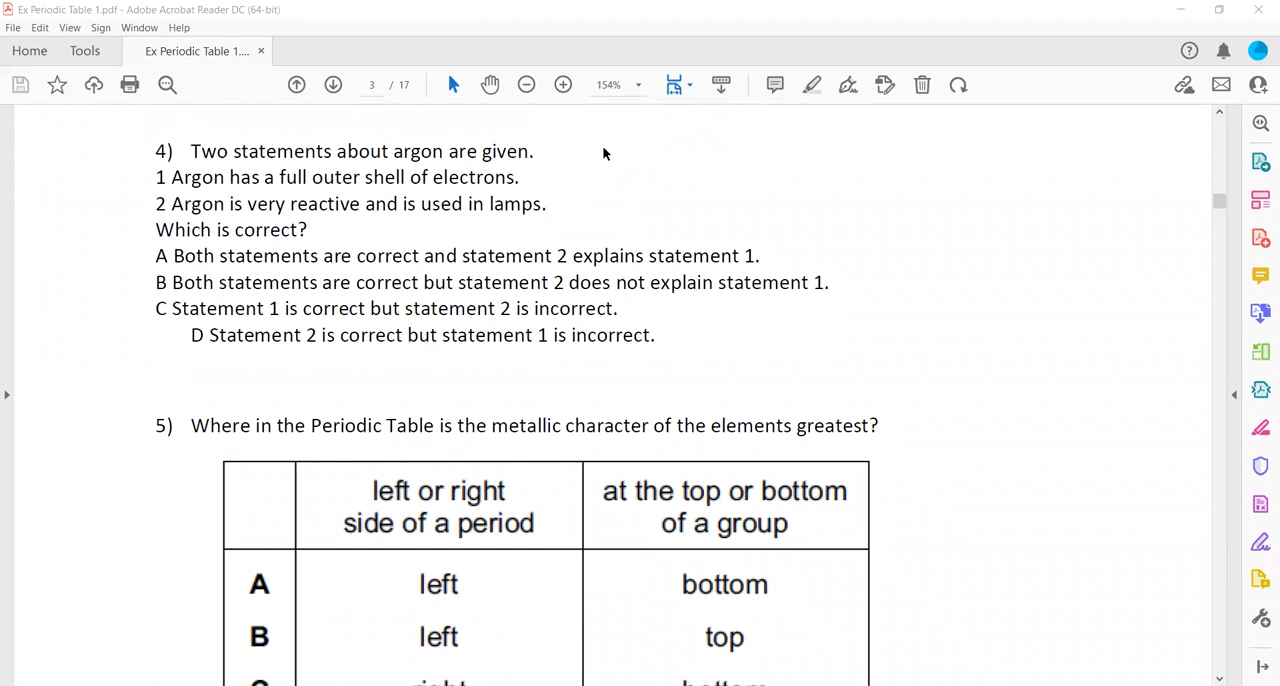 Ex Periodic Table 1.pdf - Adobe Acrobat Reader DC (64-bit)
File Edit View Sign Window Help
Home Tools Ex Periodic Table 1.... ×
3 / 17 154%
4) Two statements about argon are given.
1 Argon has a full outer shell of electrons.
2 Argon is very reactive and is used in lamps.
Which is correct?
A Both statements are correct and statement 2 explains statement 1.
B Both statements are correct but statement 2 does not explain statement 1.
C Statement 1 is correct but statement 2 is incorrect.
D Statement 2 is correct but statement 1 is incorrect.
5) Where in the Periodic Table is the metallic character of the elements greatest?
left or right at the top or bottom
side of a period of a group
A left bottom
B left top